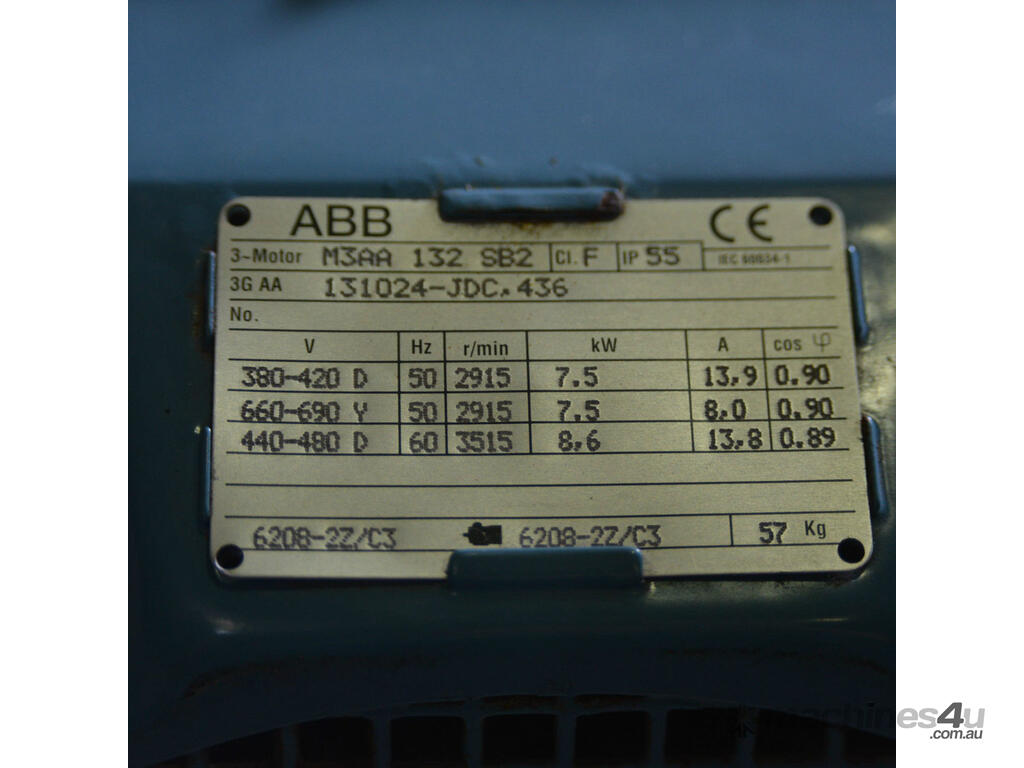 ABB CE
3~Motor M3AA 132 SB2 Cl. F IP 55 IEC 60034-1
3G AA 131024-JDC.436
No.
V Hz r/min kW A cos φ
380-420 D 50 2915 7.5 13,9 0.90
660-690 Y 50 2915 7.5 8,0 0.90
440-480 D 60 3515 8,6 13,8 0.89
6208-2Z/C3 6208-2Z/C3 57 Kg
machines4u
.com.au